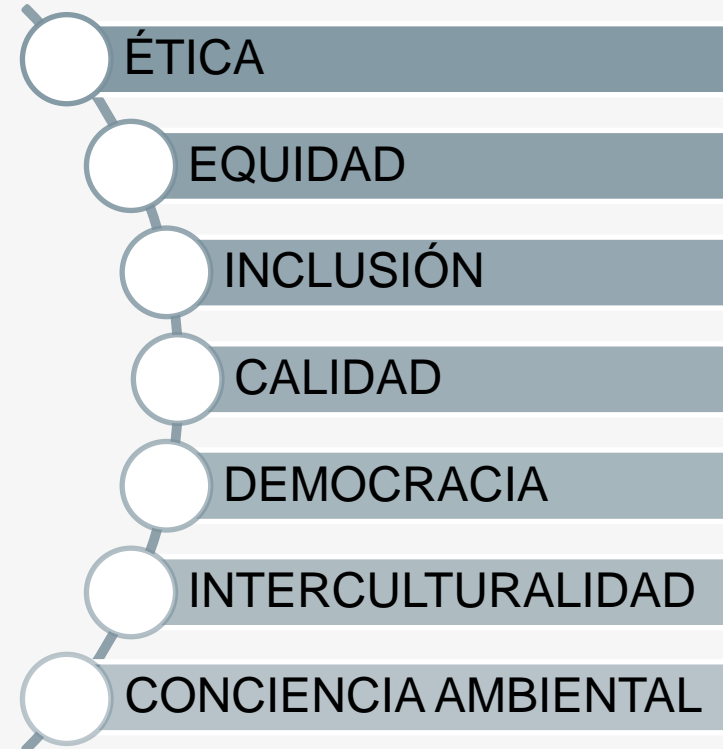 ÉTICA
EQUIDAD
INCLUSIÓN
CALIDAD
DEMOCRACIA
INTERCULTURALIDAD
CONCIENCIA AMBIENTAL